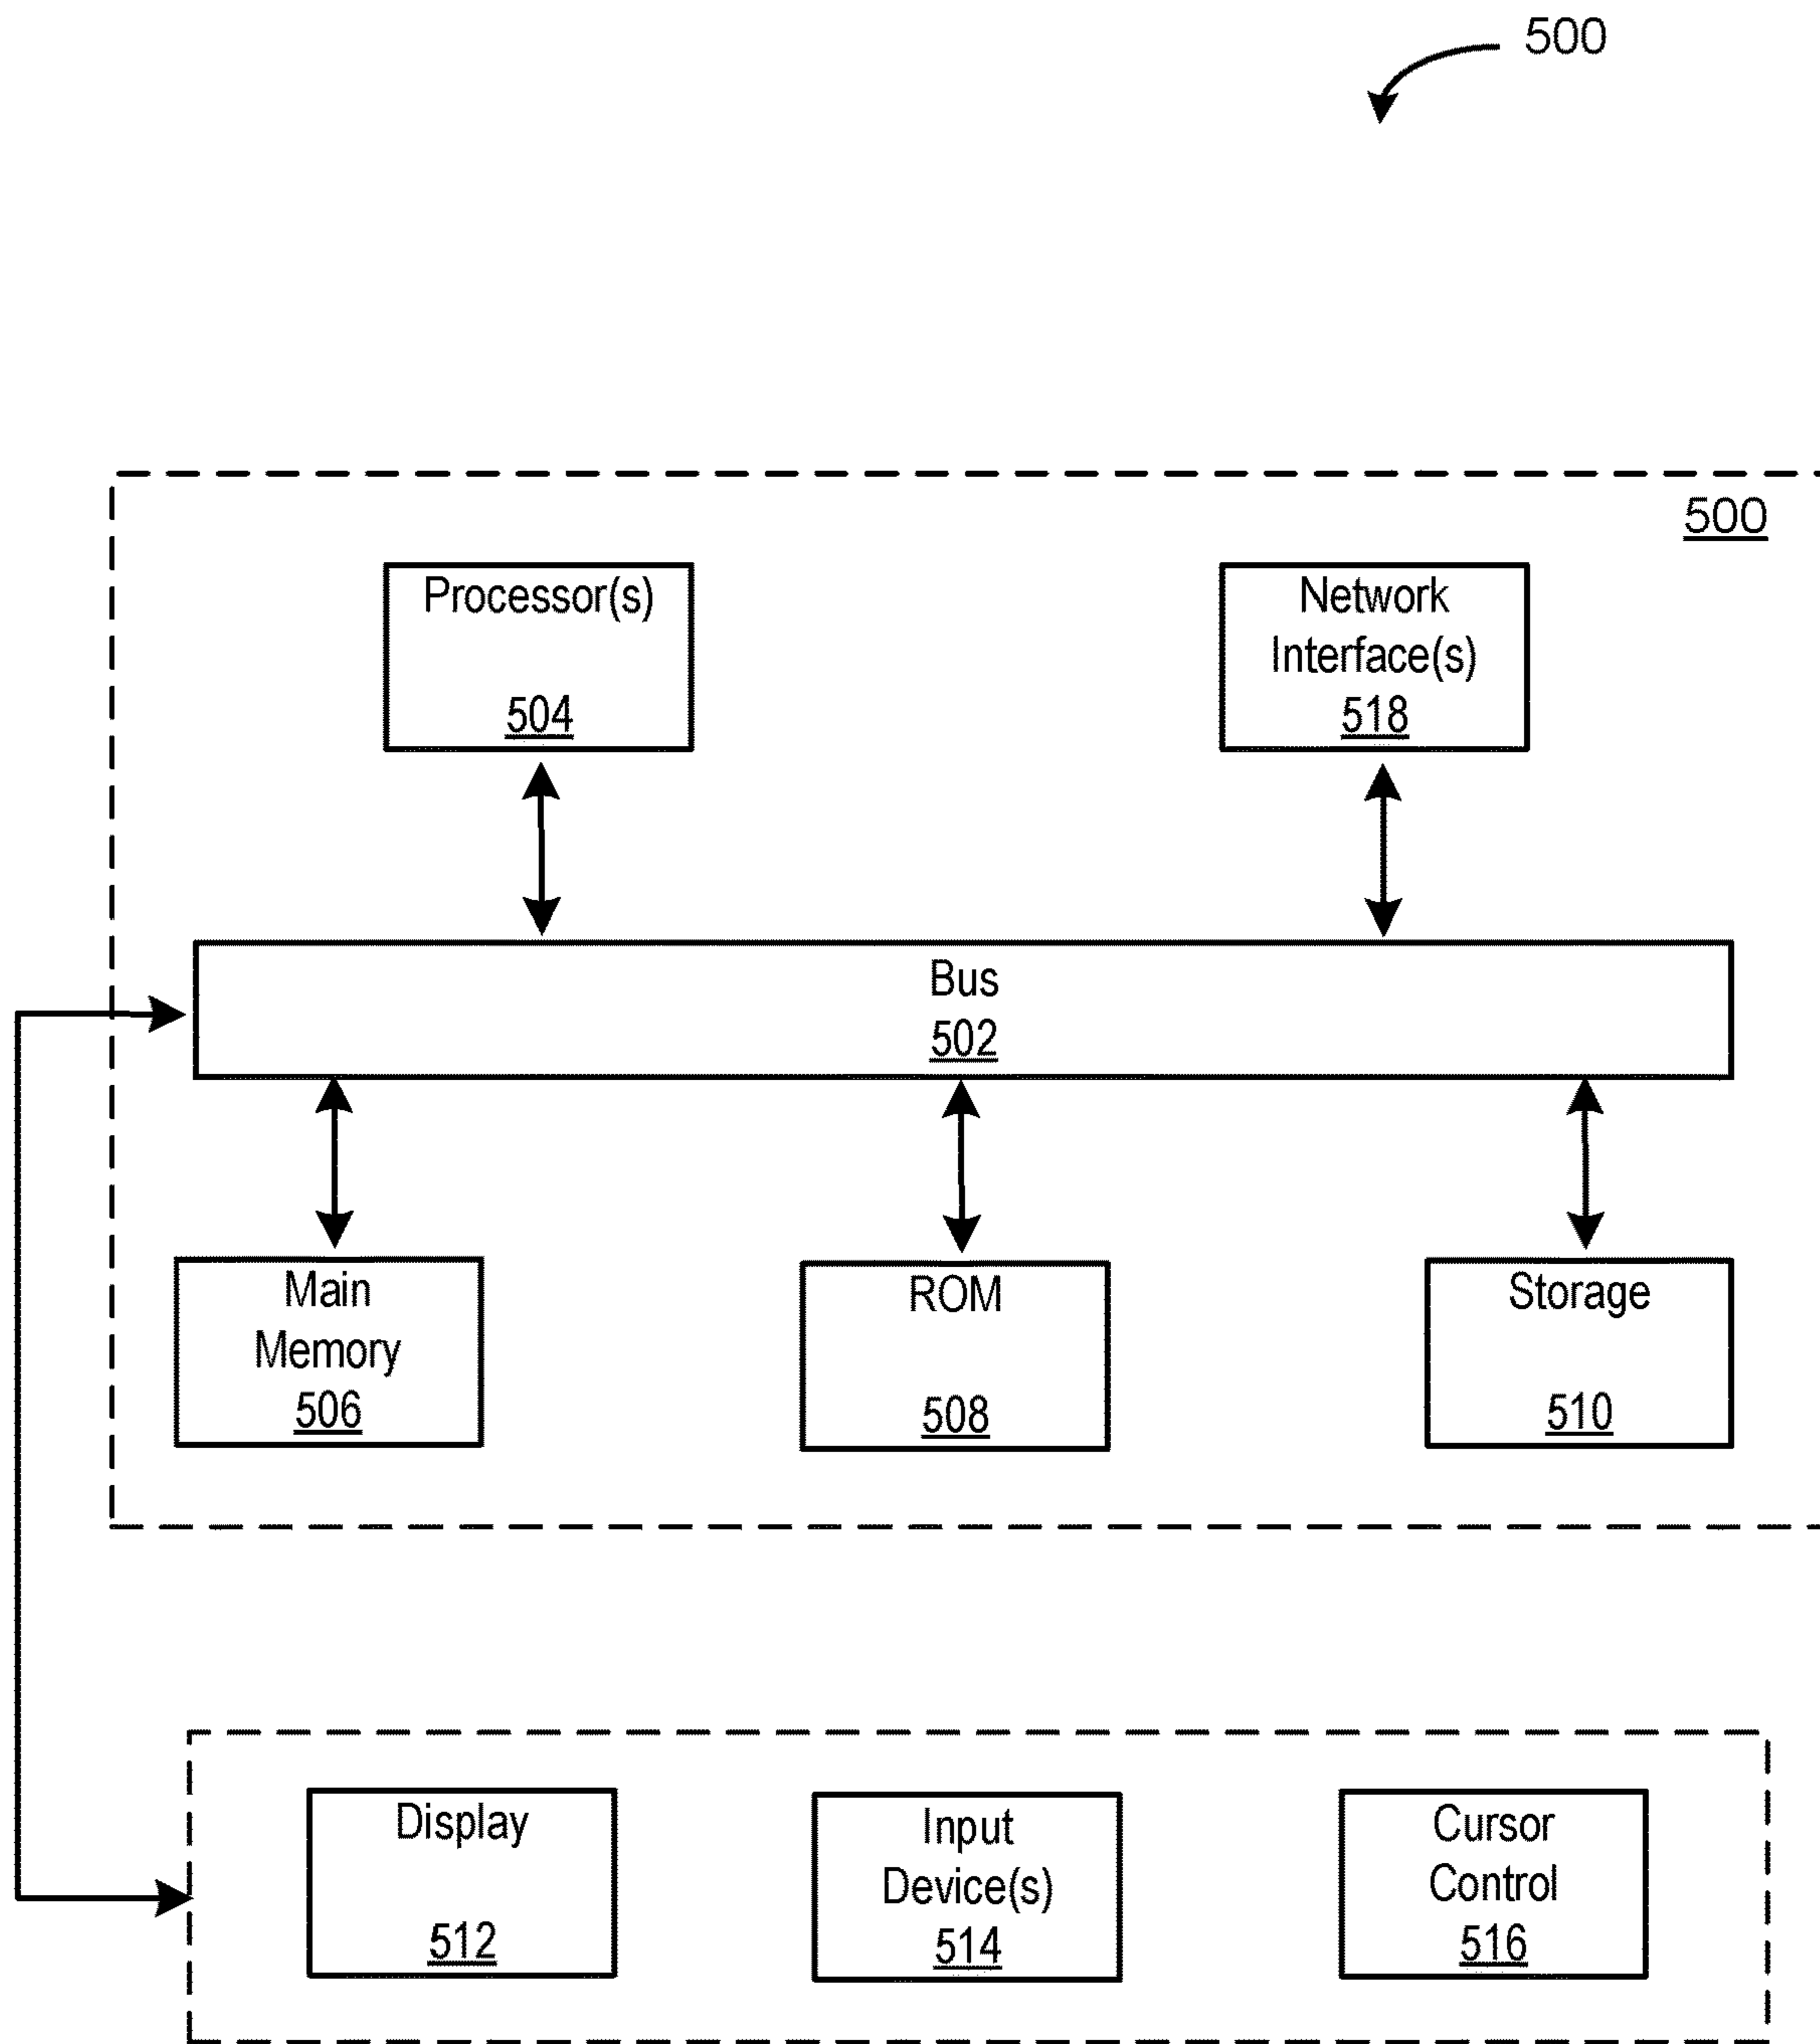 500
500
Processor(s)
504
Network
Interface(s)
518
Bus
502
Main
Memory
506
ROM
508
Storage
510
Display
512
Input
Device(s)
514
Cursor
Control
516